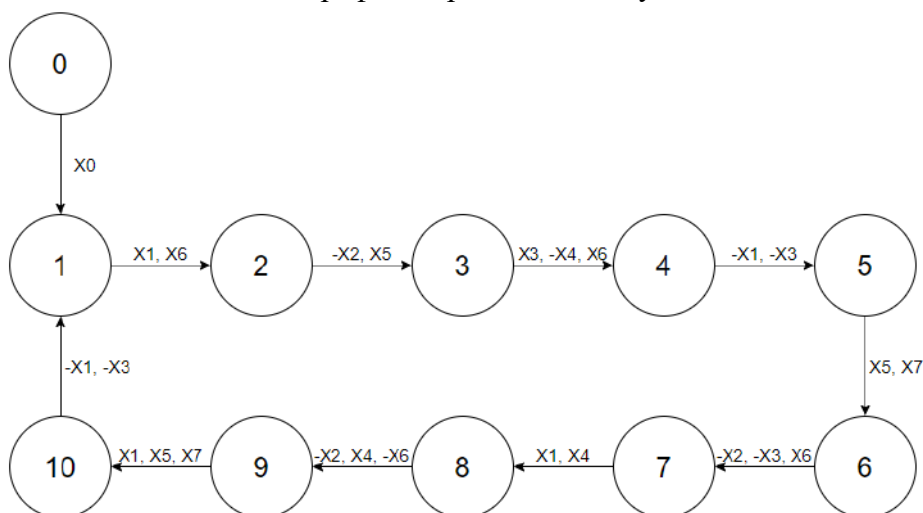 0
X0
1
X1, X6
2
-X2, X5
3
X3, -X4, X6
4
-X1, -X3
5
-X1, -X3
X5, X7
10
X1, X5, X7
9
-X2, X4, -X6
8
X1, X4
7
-X2, -X3, X6
6